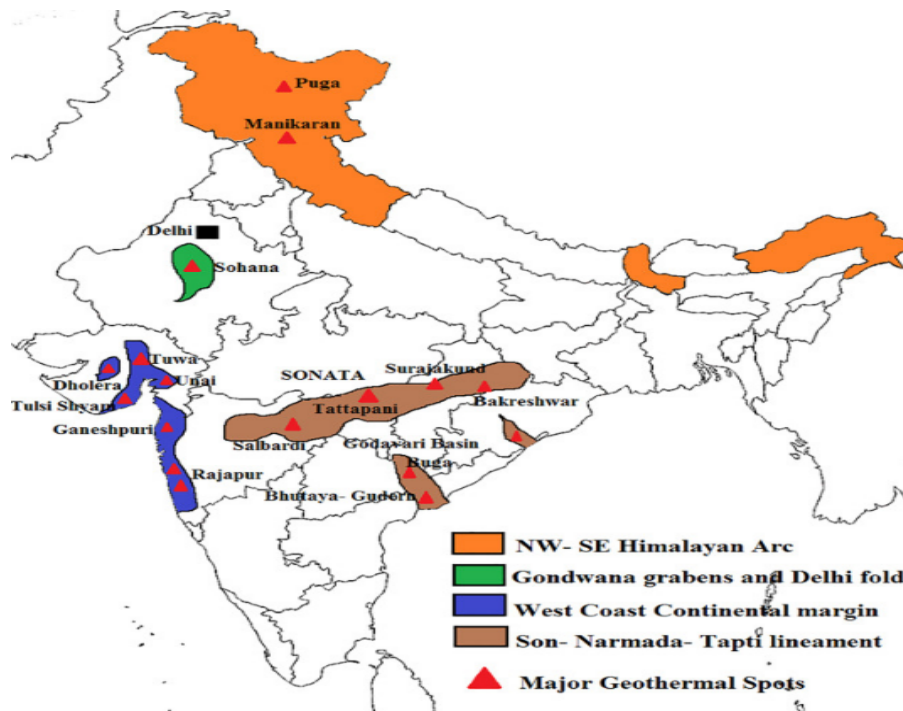 Puga
Manikaran
Delhi
Sohana
Tuwa
Dholera
Unai
Tulsi Shyam
Ganeshpuri
Rajapur
SONATA
Surajakund
Tattapani
Bakreshwar
Salbardi
Godavari Basin
Buga
Bhutaya- Gudem
NW- SE Himalayan Arc
Gondwana grabens and Delhi fold
West Coast Continental margin
Son- Narmada- Tapti lineament
Major Geothermal Spots